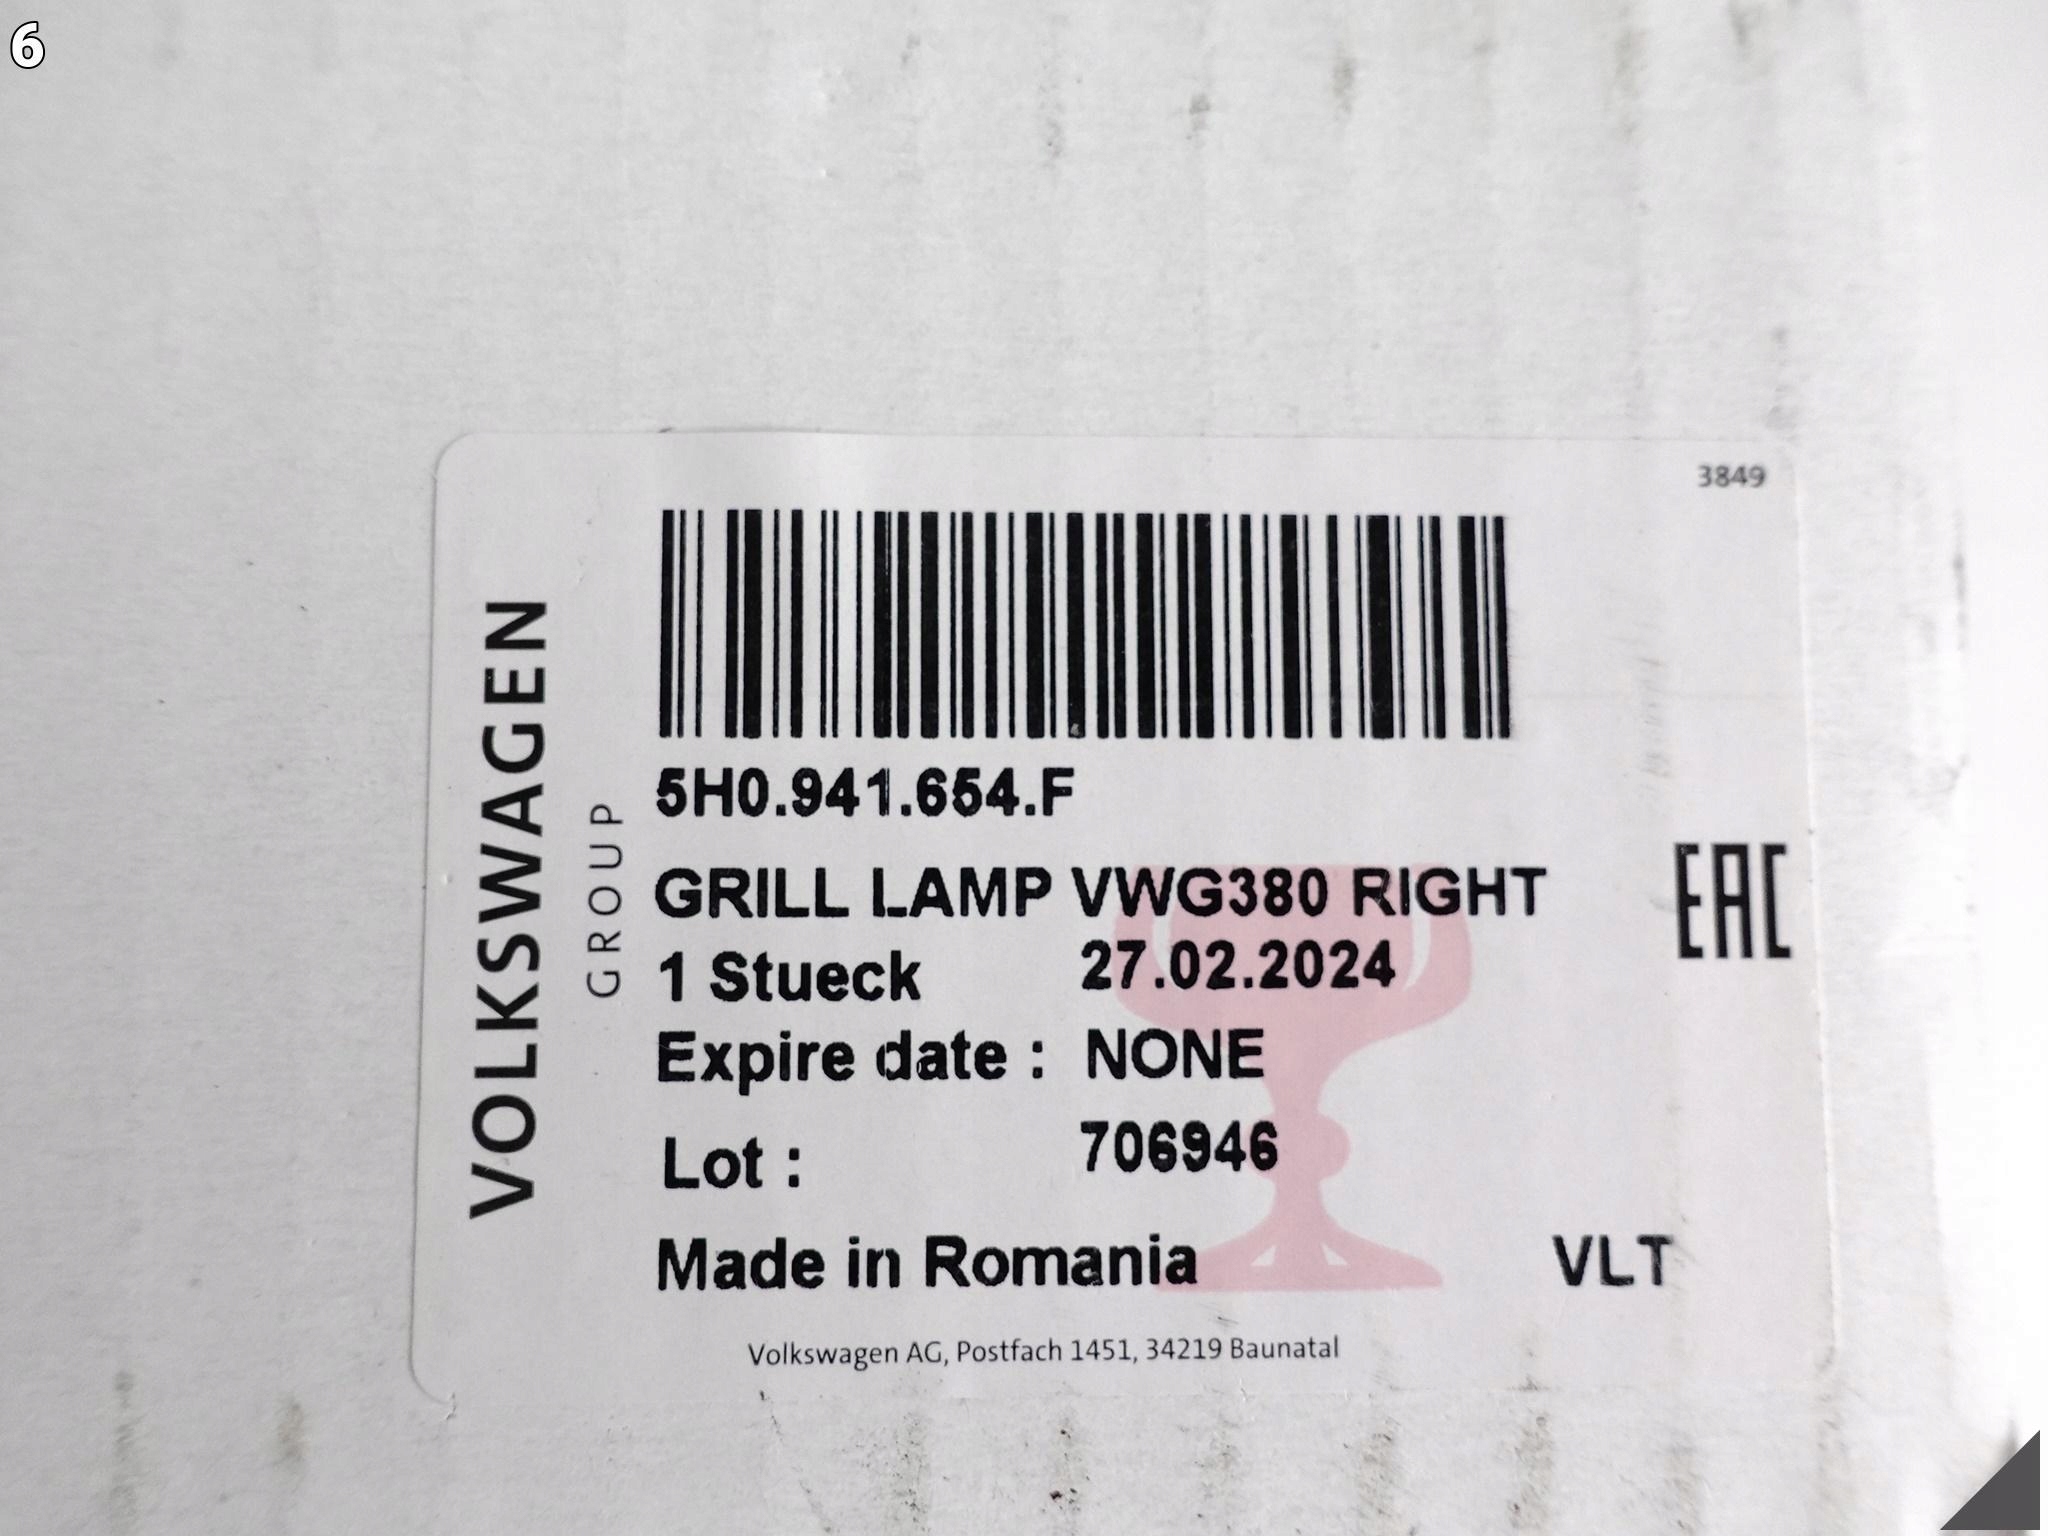 6
3849
VOLKSWAGEN
GROUP
5H0.941.654.F
GRILL LAMP VWG380 RIGHT
1 Stueck 27.02.2024
Expire date : NONE
Lot : 706946
Made in Romania VLT
EAC
Volkswagen AG, Postfach 1451, 34219 Baunatal